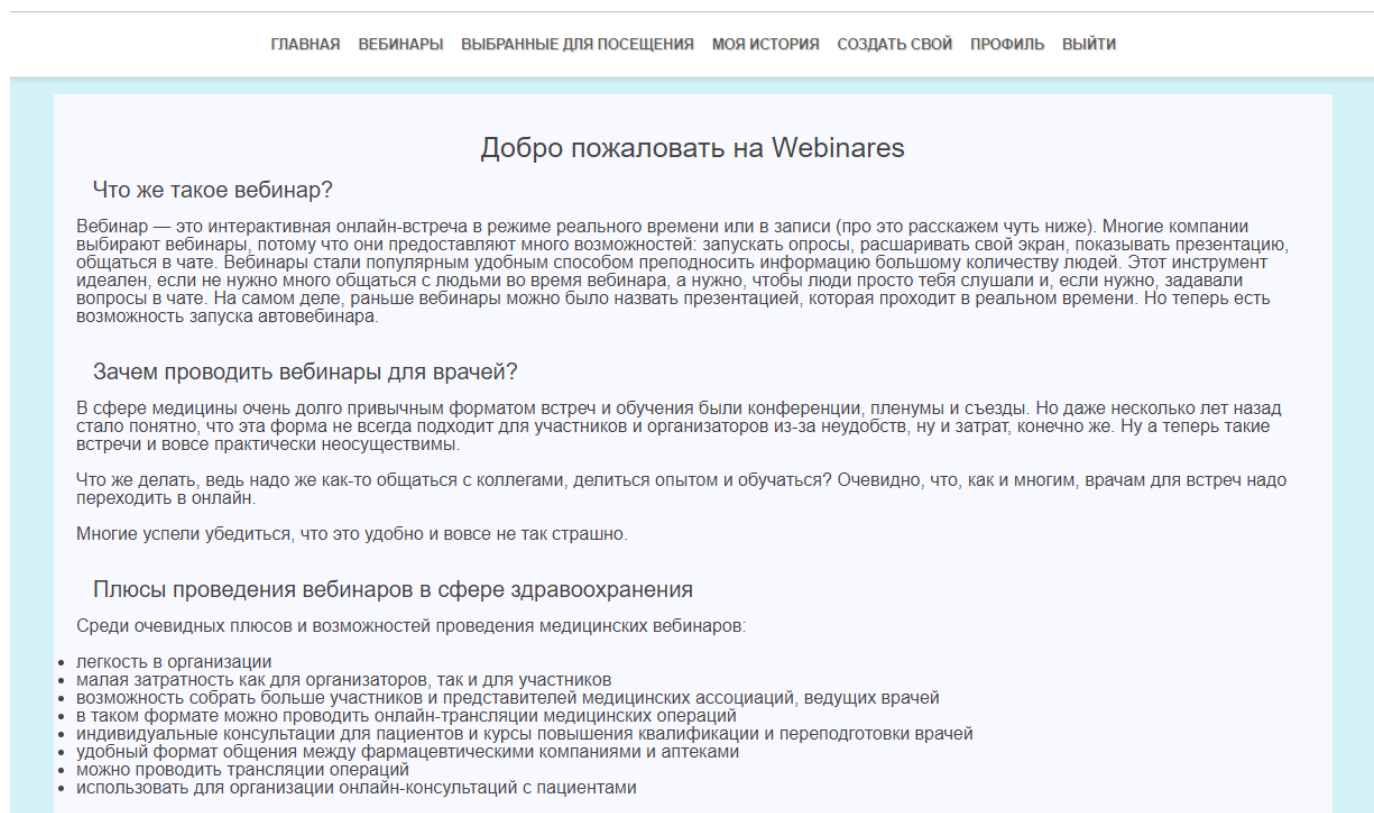 ГЛАВНАЯ ВЕБИНАРЫ ВЫБРАННЫЕ ДЛЯ ПОСЕЩЕНИЯ МОЯ ИСТОРИЯ СОЗДАТЬ СВОЙ ПРОФИЛЬ ВЫЙТИ
Добро пожаловать на Webinares
Что же такое вебинар?
Вебинар — это интерактивная онлайн-встреча в режиме реального времени или в записи (про это расскажем чуть ниже). Многие компании
выбирают вебинары, потому что они предоставляют много возможностей: запускать опросы, расшаривать свой экран, показывать презентацию,
общаться в чате. Вебинары стали популярным удобным способом преподносить информацию большому количеству людей. Этот инструмент
идеален, если не нужно много общаться с людьми во время вебинара, а нужно, чтобы люди просто тебя слушали и, если нужно, задавали
вопросы в чате. На самом деле, раньше вебинары можно было назвать презентацией, которая проходит в реальном времени. Но теперь есть
возможность запуска автовебинара.
Зачем проводить вебинары для врачей?
В сфере медицины очень долго привычным форматом встреч и обучения были конференции, пленумы и съезды. Но даже несколько лет назад
стало понятно, что эта форма не всегда подходит для участников и организаторов из-за неудобств, ну и затрат, конечно же. Ну а теперь такие
встречи и вовсе практически неосуществимы.
Что же делать, ведь надо же как-то общаться с коллегами, делиться опытом и обучаться? Очевидно, что, как и многим, врачам для встреч надо
переходить в онлайн.
Многие успели убедиться, что это удобно и вовсе не так страшно.
Плюсы проведения вебинаров в сфере здравоохранения
Среди очевидных плюсов и возможностей проведения медицинских вебинаров:
• легкость в организации
• малая затратность как для организаторов, так и для участников
• возможность собрать больше участников и представителей медицинских ассоциаций, ведущих врачей
• в таком формате можно проводить онлайн-трансляции медицинских операций
• индивидуальные консультации для пациентов и курсы повышения квалификации и переподготовки врачей
• удобный формат общения между фармацевтическими компаниями и аптеками
• можно проводить трансляции операций
• использовать для организации онлайн-консультаций с пациентами